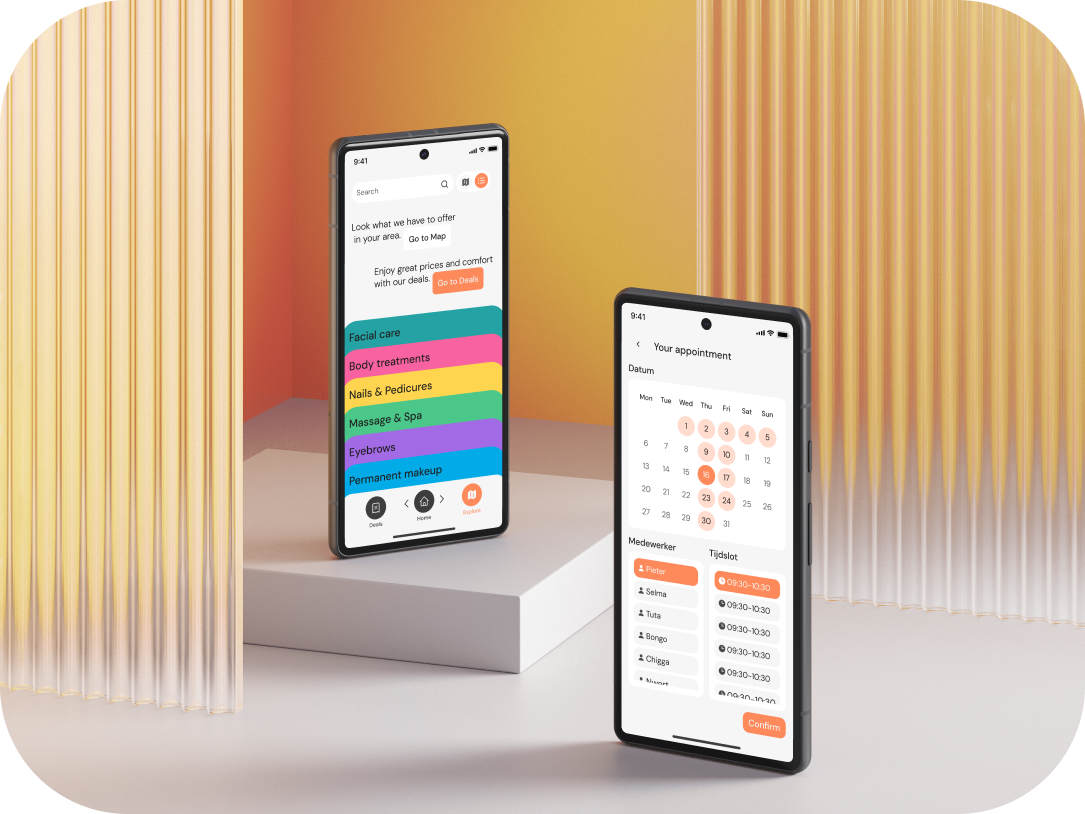 9:41
Search
Look what we have to offer
in your area. Go to Map
Enjoy great prices and comfort
with our deals. Go to Deals
Facial care
Body treatments
Nails & Pedicures
Massage & Spa
Eyebrows
Permanent makeup
Deals
Home
Explore
9:41
Your appointment
Datum
Mon Tue Wed Thu Fri Sat Sun
1 2 3 4 5
6 7 8 9 10 11 12
13 14 15 16 17 18 19
20 21 22 23 24 25 26
27 28 29 30 31
Medewerker
Pieter
Selma
Tuta
Bongo
Chigga
Tijdslot
09:30-10:30
09:30-10:30
09:30-10:30
09:30-10:30
09:30-10:30
09:30-10:30
Confirm